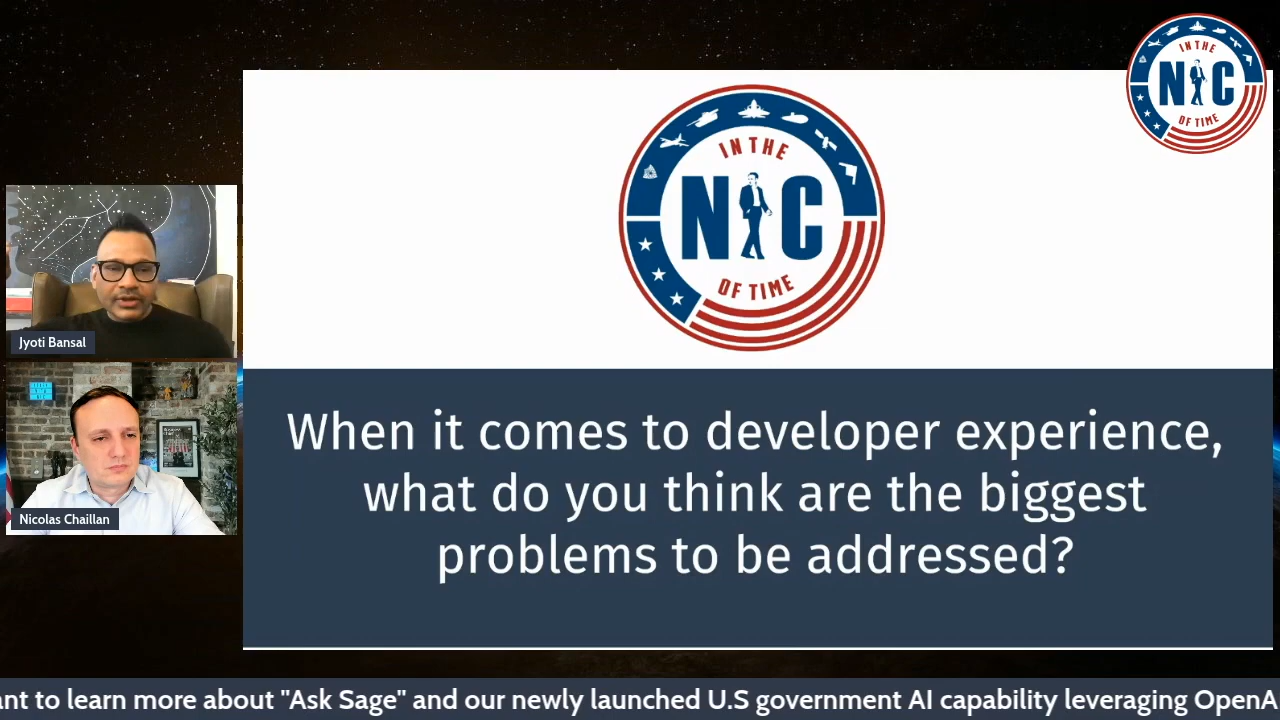 IN THE
NIC
OF TIME
IN THE
NIC
OF TIME
Jyoti Bansal
Nicolas Chaillan
When it comes to developer experience,
what do you think are the biggest
problems to be addressed?
ant to learn more about "Ask Sage" and our newly launched U.S government AI capability leveraging OpenA